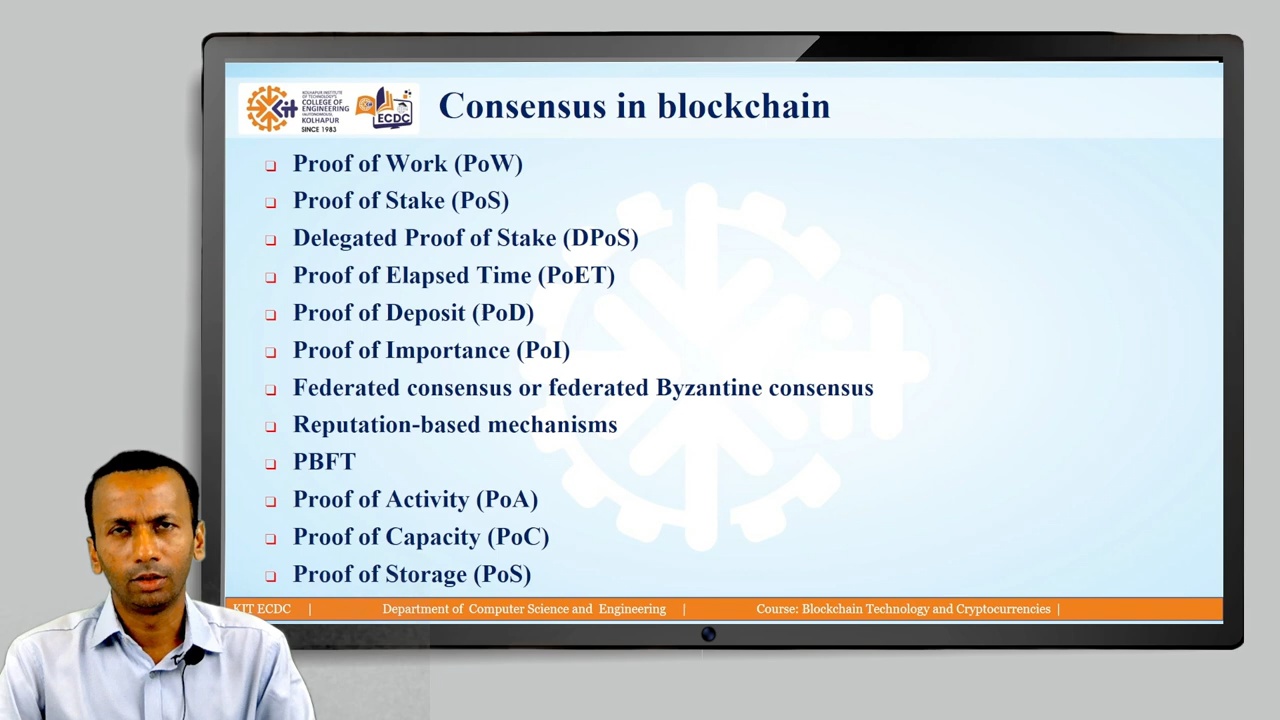 KOLHAPUR INSTITUTE
OF TECHNOLOGY'S
COLLEGE OF
ENGINEERING
(AUTONOMOUS),
KOLHAPUR
SINCE 1983
ECDC
Consensus in blockchain
❑ Proof of Work (PoW)
❑ Proof of Stake (PoS)
❑ Delegated Proof of Stake (DPoS)
❑ Proof of Elapsed Time (PoET)
❑ Proof of Deposit (PoD)
❑ Proof of Importance (PoI)
❑ Federated consensus or federated Byzantine consensus
❑ Reputation-based mechanisms
❑ PBFT
❑ Proof of Activity (PoA)
❑ Proof of Capacity (PoC)
❑ Proof of Storage (PoS)
KIT ECDC | Department of Computer Science and Engineering | Course: Blockchain Technology and Cryptocurrencies |